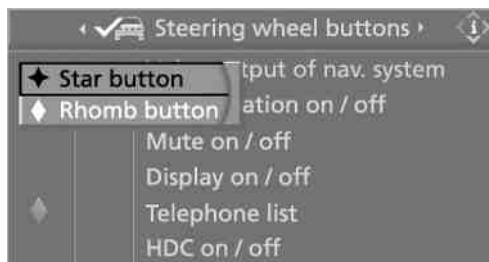 Steering wheel buttons
tput of nav. system
Star button
Rhomb button
ation on / off
Mute on / off
Display on / off
Telephone list
HDC on / off